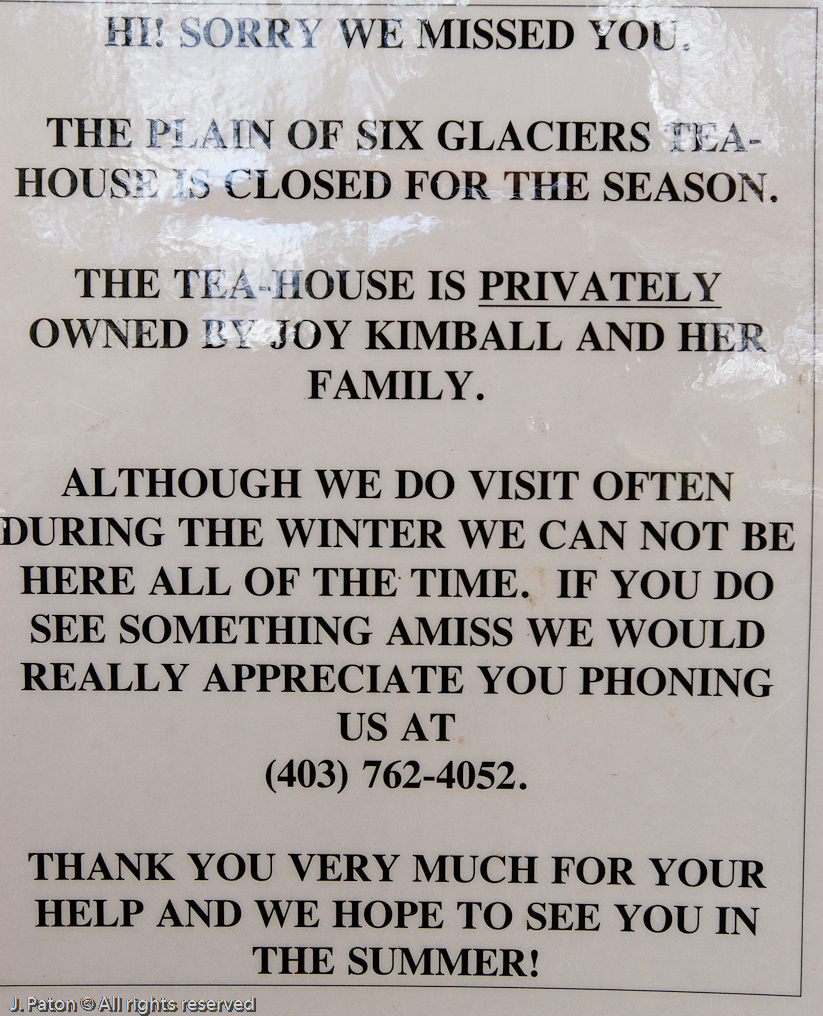 HI! SORRY WE MISSED YOU.
THE PLAIN OF SIX GLACIERS TEA-
HOUSE IS CLOSED FOR THE SEASON.
THE TEA-HOUSE IS PRIVATELY
OWNED BY JOY KIMBALL AND HER
FAMILY.
ALTHOUGH WE DO VISIT OFTEN
DURING THE WINTER WE CAN NOT BE
HERE ALL OF THE TIME.  IF YOU DO
SEE SOMETHING AMISS WE WOULD
REALLY APPRECIATE YOU PHONING
US AT
(403) 762-4052.
THANK YOU VERY MUCH FOR YOUR
HELP AND WE HOPE TO SEE YOU IN
THE SUMMER!
J. Paton © All rights reserved